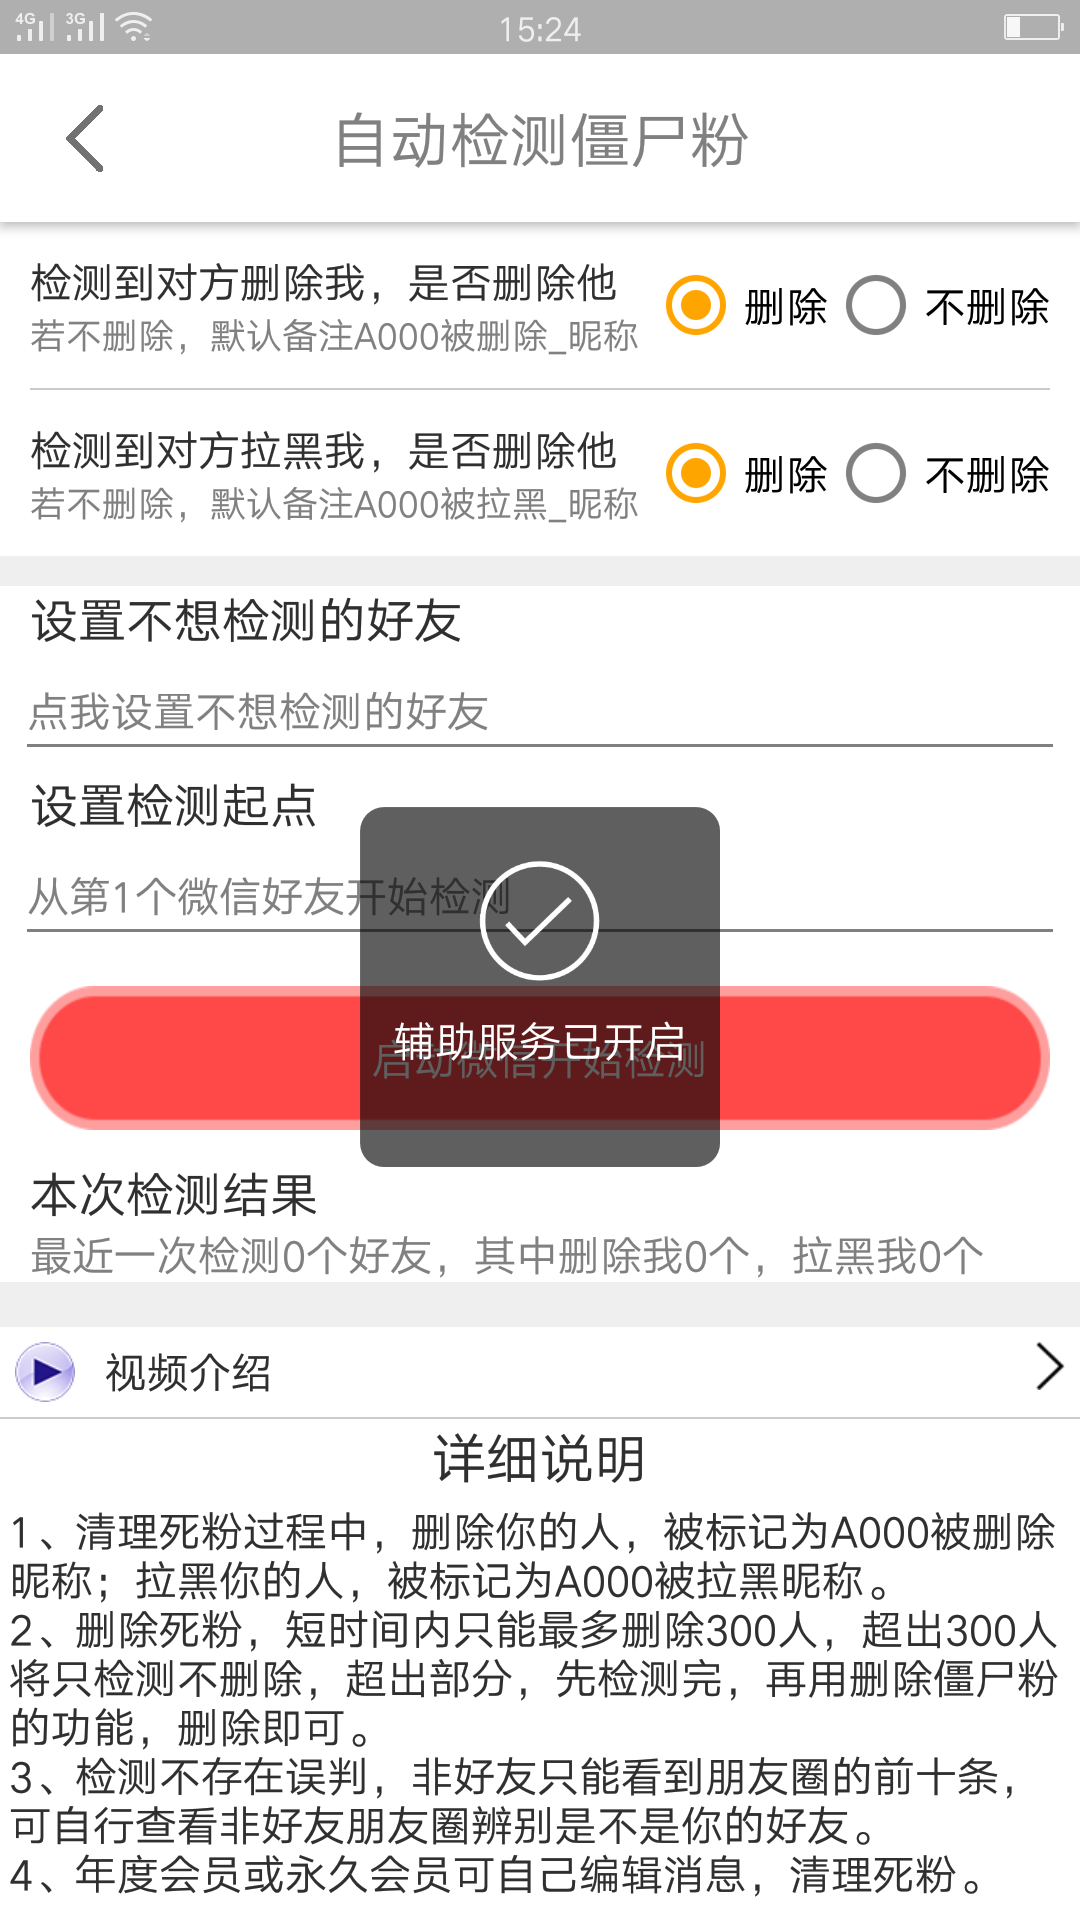 4G 3G 15:24
自动检测僵尸粉
检测到对方删除我，是否删除他
若不删除，默认备注A000被删除_昵称
删除 不删除
检测到对方拉黑我，是否删除他
若不删除，默认备注A000被拉黑_昵称
删除 不删除
设置不想检测的好友
点我设置不想检测的好友
设置检测起点
从第1个微信好友开始检测
辅助服务已开启
启动微信开始检测
本次检测结果
最近一次检测0个好友，其中删除我0个，拉黑我0个
视频介绍
详细说明
1、清理死粉过程中，删除你的人，被标记为A000被删除
昵称；拉黑你的人，被标记为A000被拉黑昵称。
2、删除死粉，短时间内只能最多删除300人，超出300人
将只检测不删除，超出部分，先检测完，再用删除僵尸粉
的功能，删除即可。
3、检测不存在误判，非好友只能看到朋友圈的前十条，
可自行查看非好友朋友圈辨别是不是你的好友。
4、年度会员或永久会员可自己编辑消息，清理死粉。